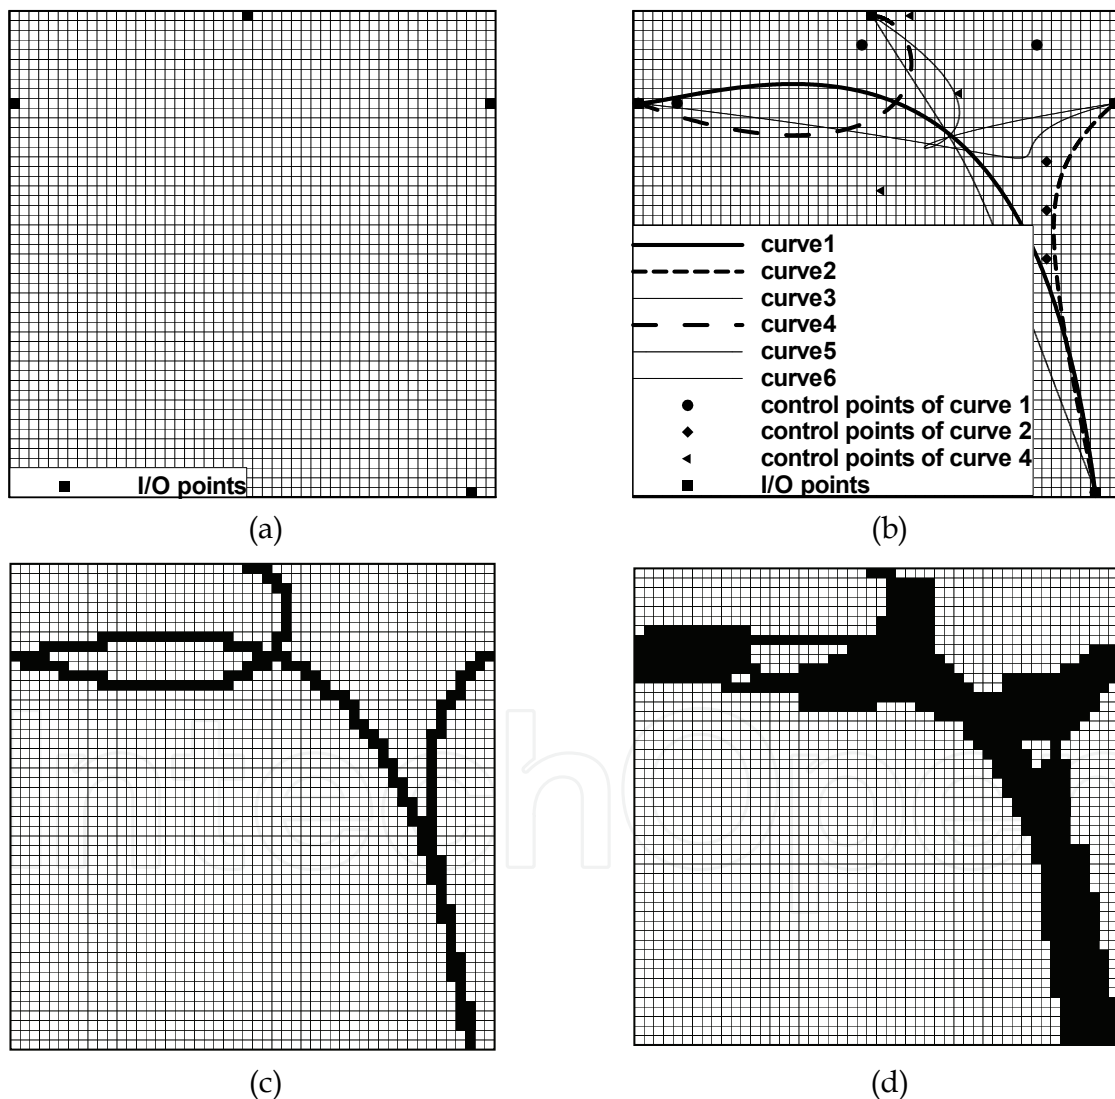 I/O points
(a)
curve1
curve2
curve3
curve4
curve5
curve6
control points of curve 1
control points of curve 2
control points of curve 4
I/O points
(b)
(c)
(d)